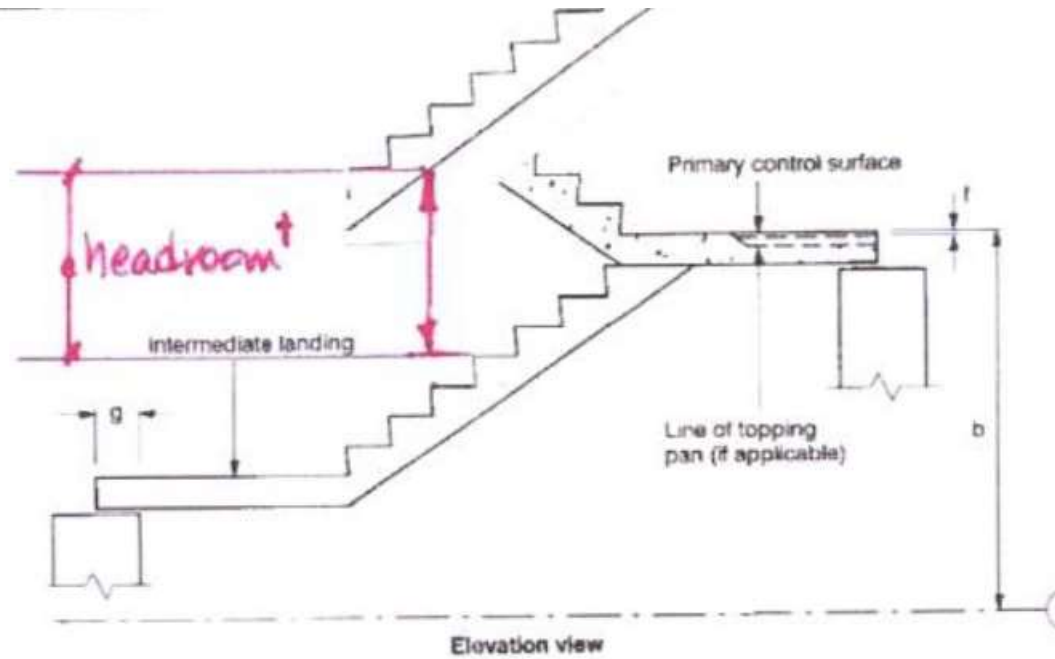 Primary control surface
f
headroom†
intermediate landing
g
Line of topping
pan (if applicable)
b
Elevation view